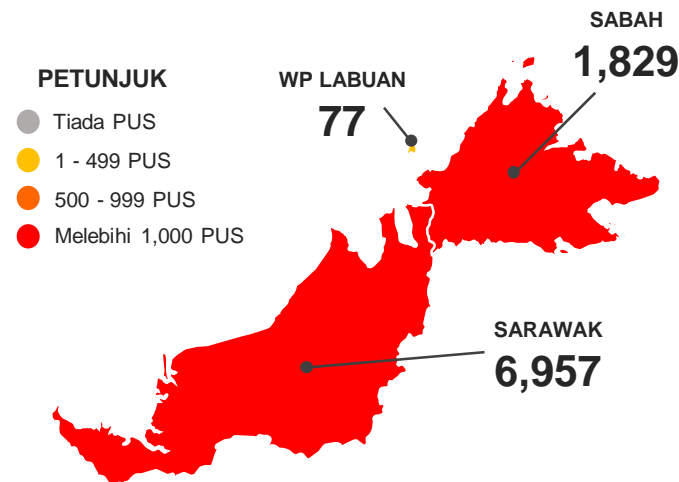 SABAH
1,829
PETUNJUK
Tiada PUS
1 - 499 PUS
500 - 999 PUS
Melebihi 1,000 PUS
WP LABUAN
77
SARAWAK
6,957